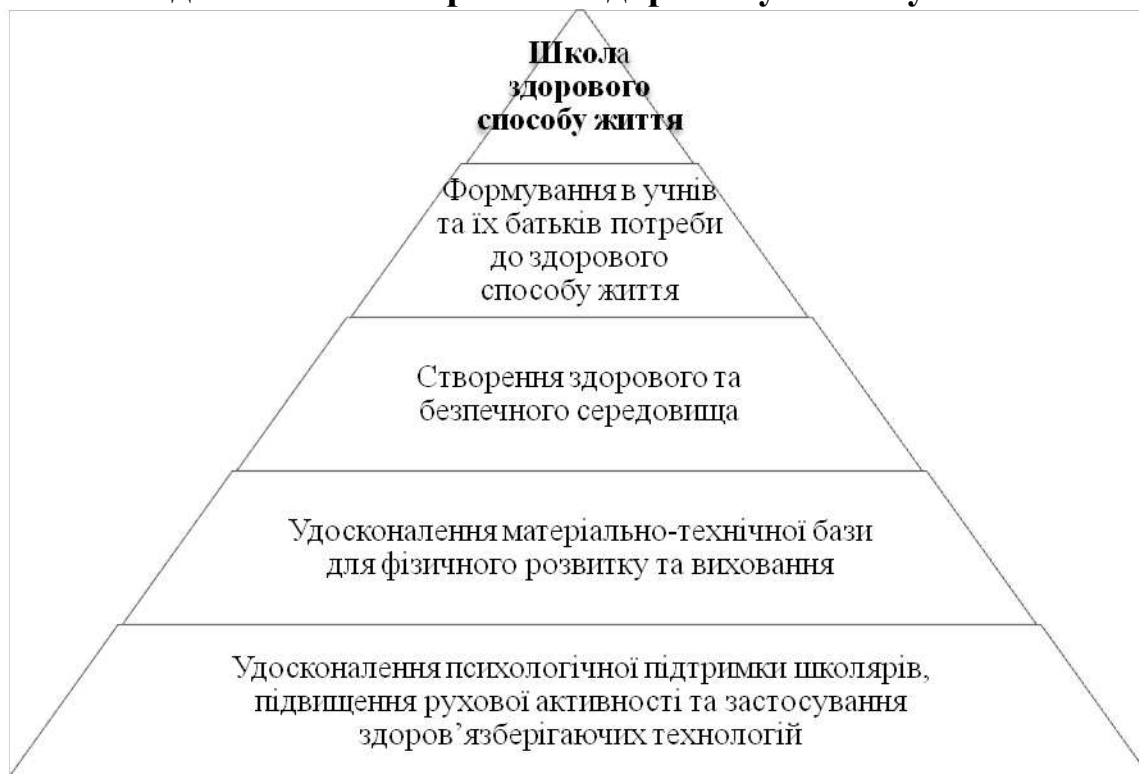 Школа
здорового
способу життя
Формування в учнів
та їх батьків потреби
до здорового
способу життя
Створення здорового та
безпечного середовища
Удосконалення матеріально-технічної бази
для фізичного розвитку та виховання
Удосконалення психологічної підтримки школярів,
підвищення рухової активності та застосування
здоров’язберігаючих технологій